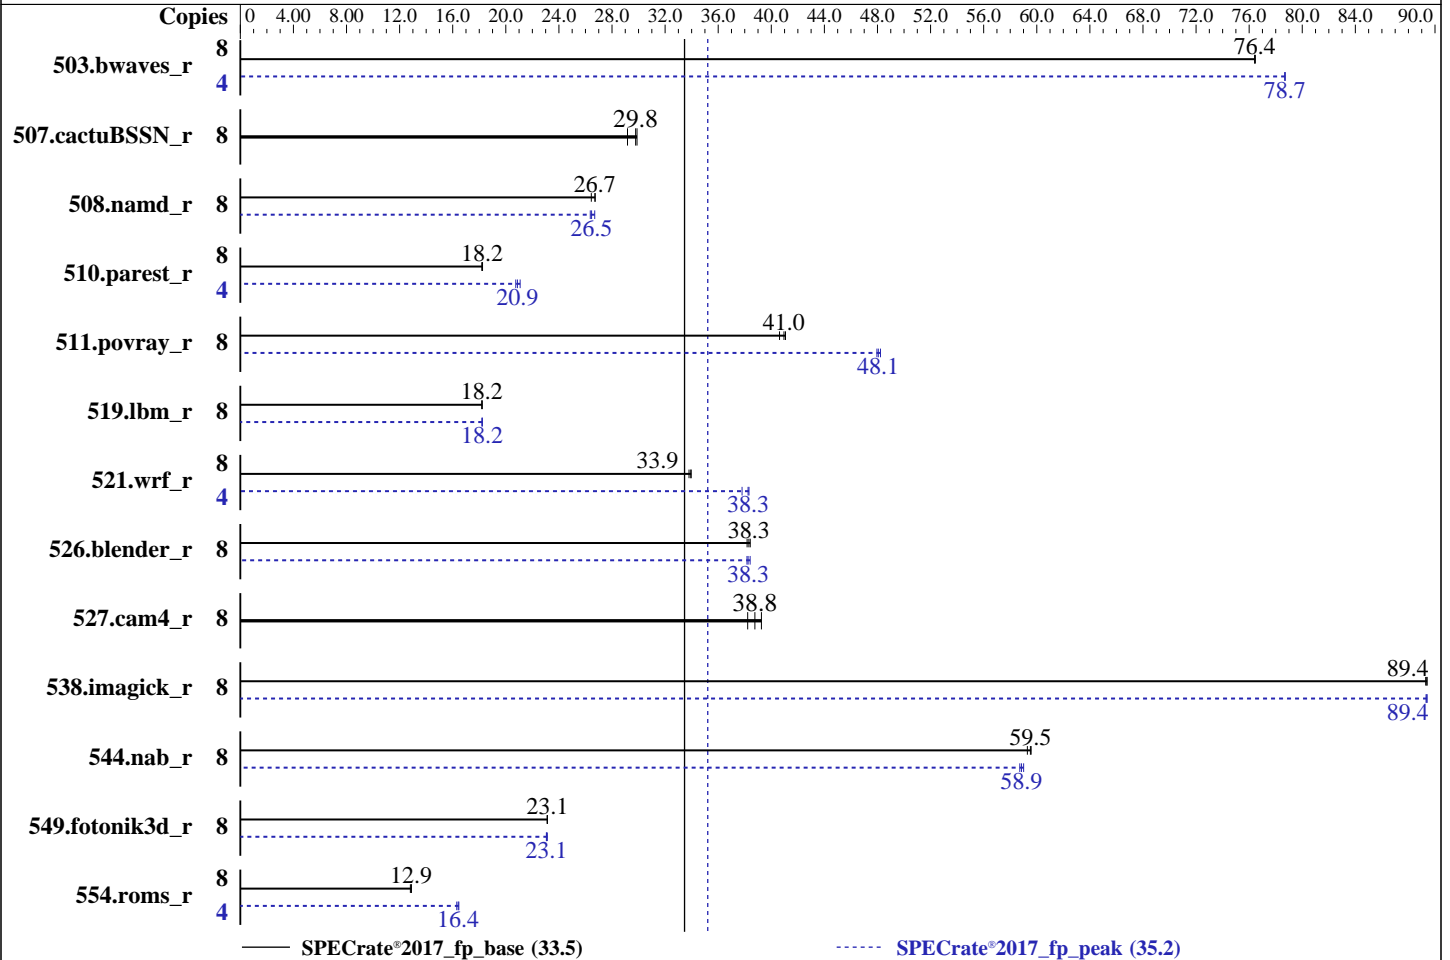 Copies 0 4.00 8.00 12.0 16.0 20.0 24.0 28.0 32.0 36.0 40.0 44.0 48.0 52.0 56.0 60.0 64.0 68.0 72.0 76.0 80.0 84.0 90.0
503.bwaves_r 8 76.4
4 78.7
507.cactuBSSN_r 8 29.8
508.namd_r 8 26.7
26.5
510.parest_r 8 18.2
4 20.9
511.povray_r 8 41.0
48.1
519.lbm_r 8 18.2
18.2
521.wrf_r 8 33.9
4 38.3
526.blender_r 8 38.3
38.3
527.cam4_r 8 38.8
538.imagick_r 8 89.4
89.4
544.nab_r 8 59.5
58.9
549.fotonik3d_r 8 23.1
23.1
554.roms_r 8 12.9
4 16.4
SPECrate®2017_fp_base (33.5) SPECrate®2017_fp_peak (35.2)